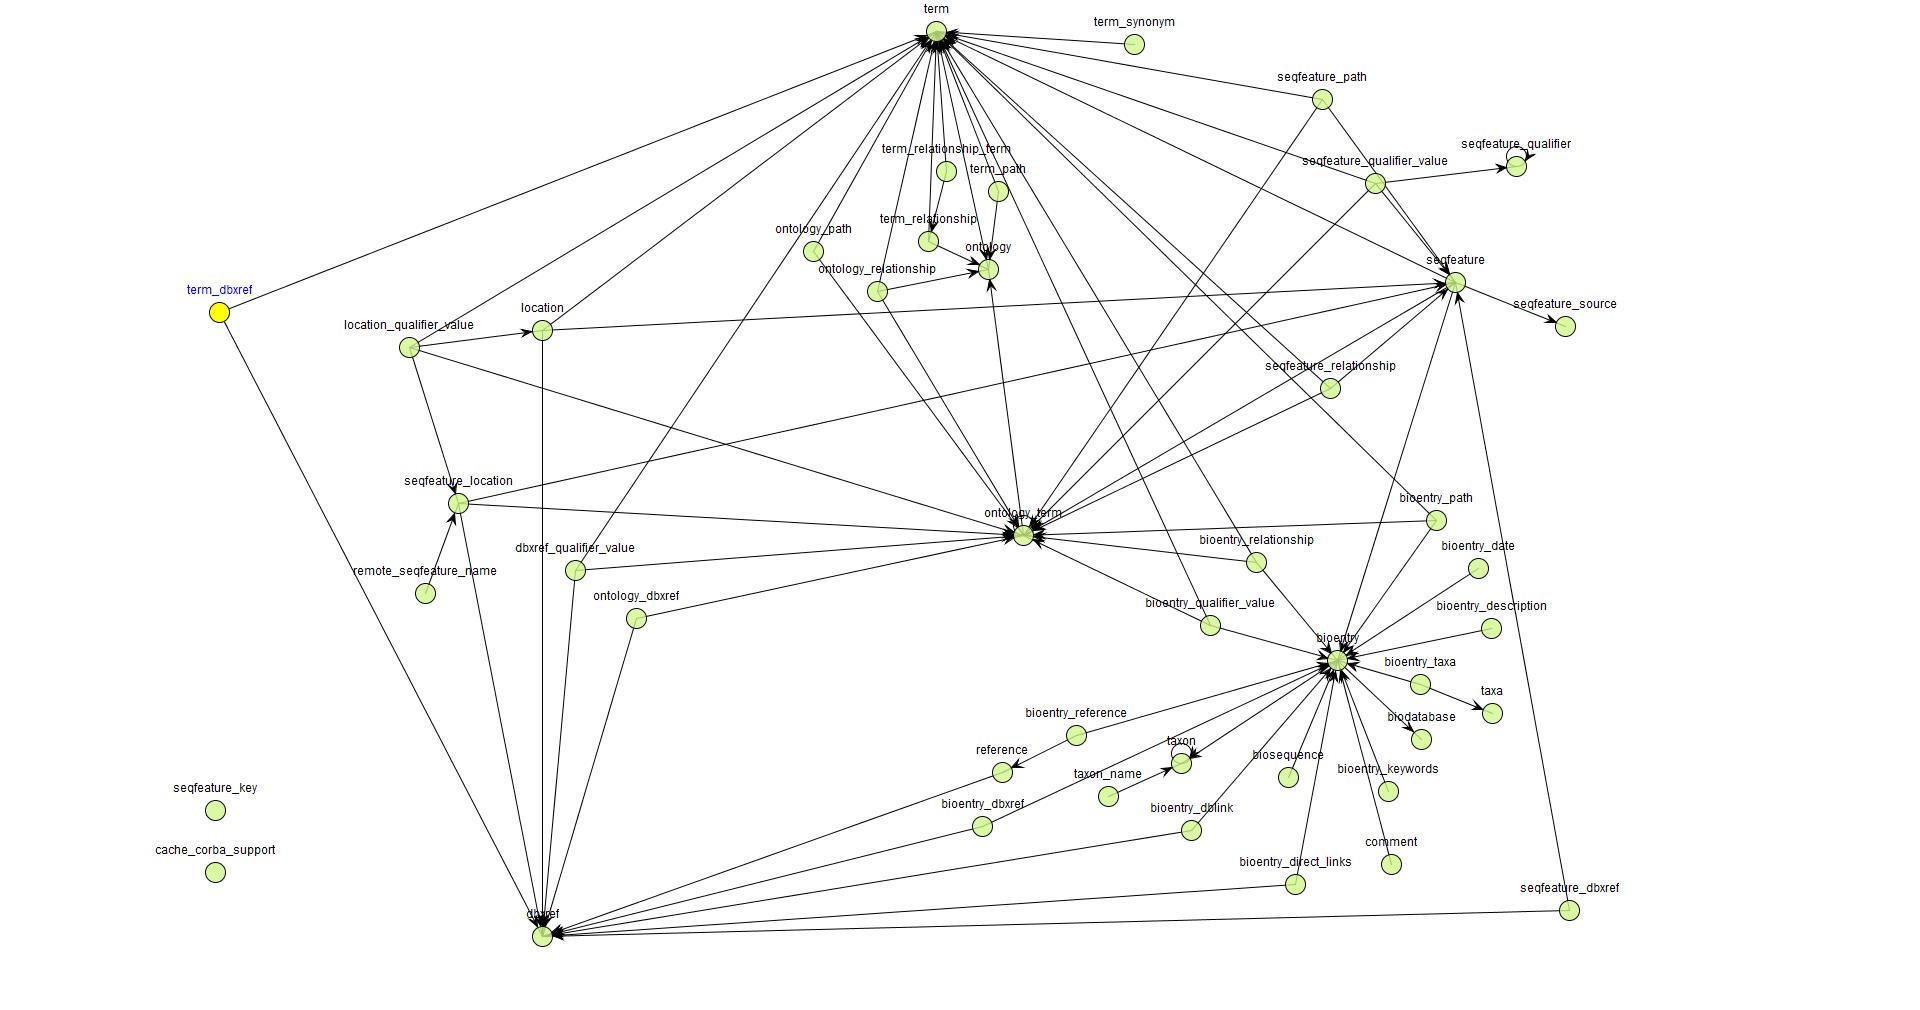 term
term_synonym
seqfeature_path
seqfeature_qualifier
term_relationship_term
seqfeature_qualifier_value
term_path
term_relationship
ontology_path
ontology
seqfeature
ontology_relationship
term_dbxref
seqfeature_source
location
location_qualifier_value
seqfeature_relationship
seqfeature_location
bioentry_path
ontology_term
bioentry_relationship
bioentry_date
dbxref_qualifier_value
remote_seqfeature_name
ontology_dbxref
bioentry_qualifier_value
bioentry_description
bioentry
bioentry_taxa
taxa
bioentry_reference
biodatabase
taxon
reference
biosequence
bioentry_keywords
taxon_name
seqfeature_key
bioentry_dbxref
bioentry_dblink
comment
cache_corba_support
bioentry_direct_links
seqfeature_dbxref
dbxref